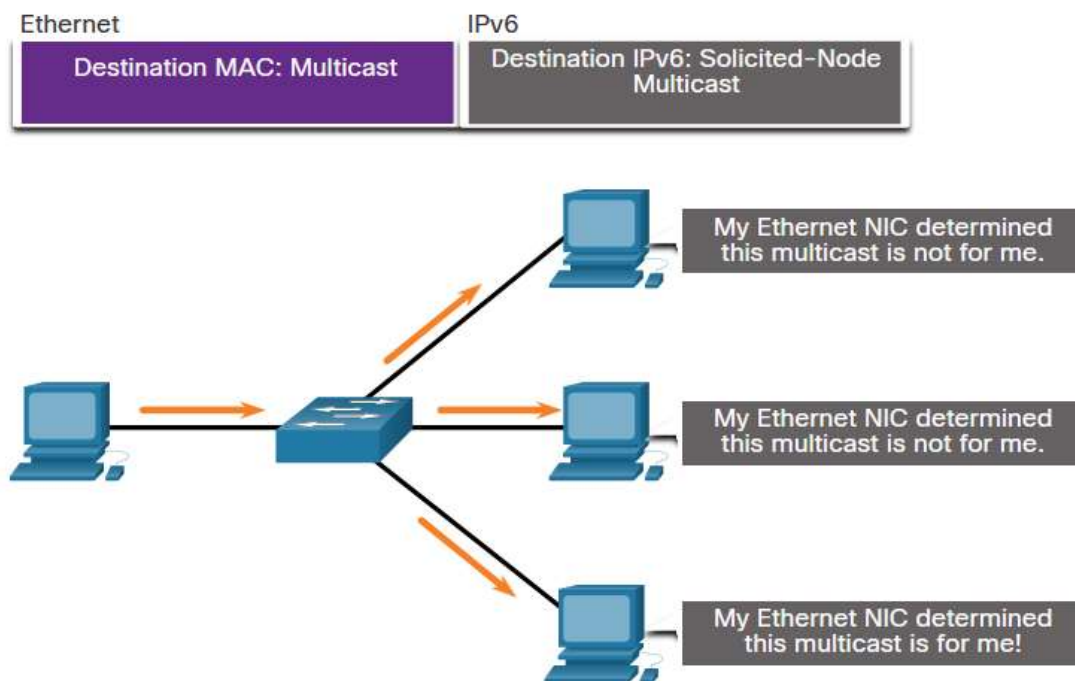 Ethernet
IPv6
Destination MAC: Multicast
Destination IPv6: Solicited-Node
Multicast
My Ethernet NIC determined
this multicast is not for me.
My Ethernet NIC determined
this multicast is not for me.
My Ethernet NIC determined
this multicast is for me!